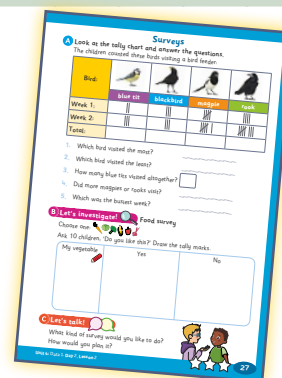 Surveys
A Look at the tally chart and answer the questions.
The children counted these birds visiting a bird feeder.
Bird:
blue tit blackbird magpie rook
Week 1:
Week 2:
Total:
1. Which bird visited the most?
2. Which bird visited the least?
3. How many blue tits visited altogether?
4. Did more magpies or rooks visit?
5. Which was the busiest week?
B Let's investigate! Food survey
Choose one:
Ask 10 children, 'Do you like this?' Draw the tally marks.
My vegetable Yes No
C Let's talk!
What kind of survey would you like to do?
How would you plan it?
27